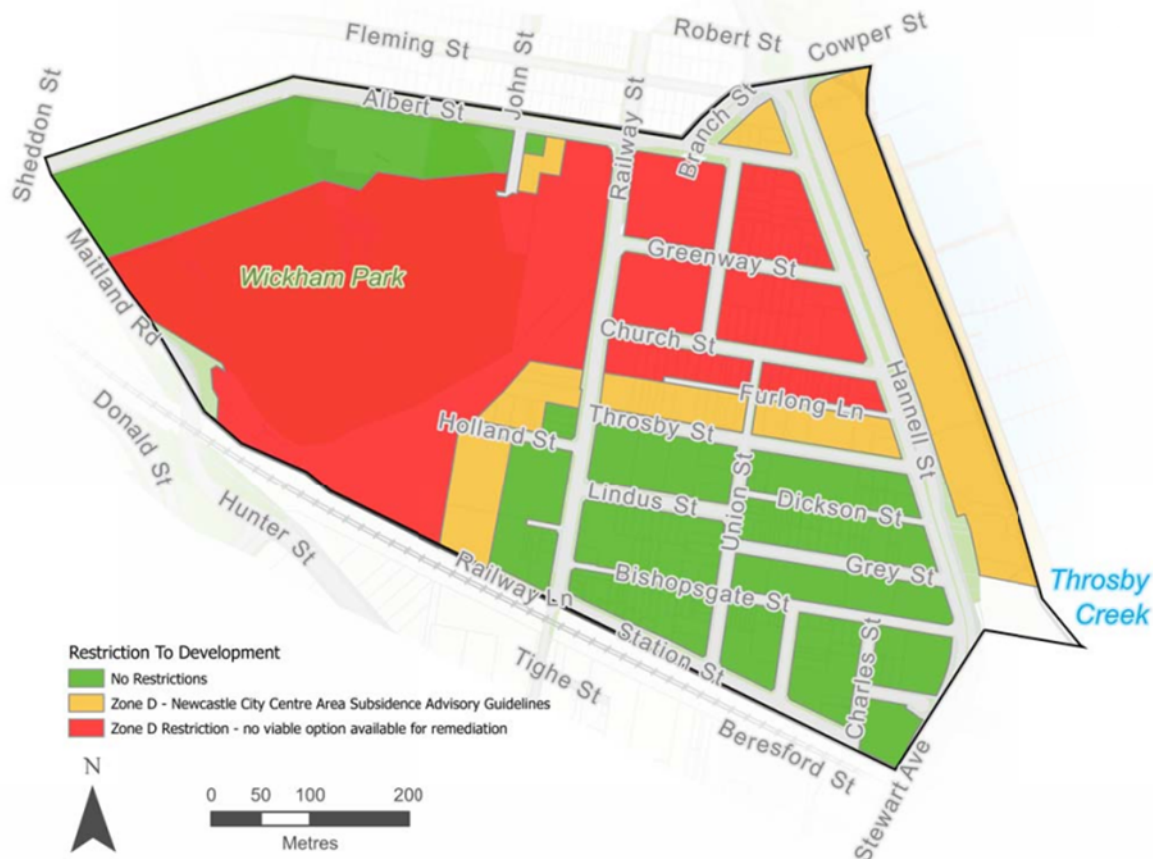 Robert St
Cowper St
Fleming St
John St
Sheddon St
Albert St
Railway St
Branch St
Maitland Rd
Wickham Park
Greenway St
Church St
Hannell St
Furlong Ln
Donald St
Holland St
Throsby St
Hunter St
Lindus St
Union St
Dickson St
Railway Ln
Bishopsgate St
Grey St
Throsby
Creek
Station St
Charles St
Tighe St
Beresford St
Stewart Ave
Restriction To Development
No Restrictions
Zone D - Newcastle City Centre Area Subsidence Advisory Guidelines
Zone D Restriction - no viable option available for remediation
N
0 50 100 200
Metres